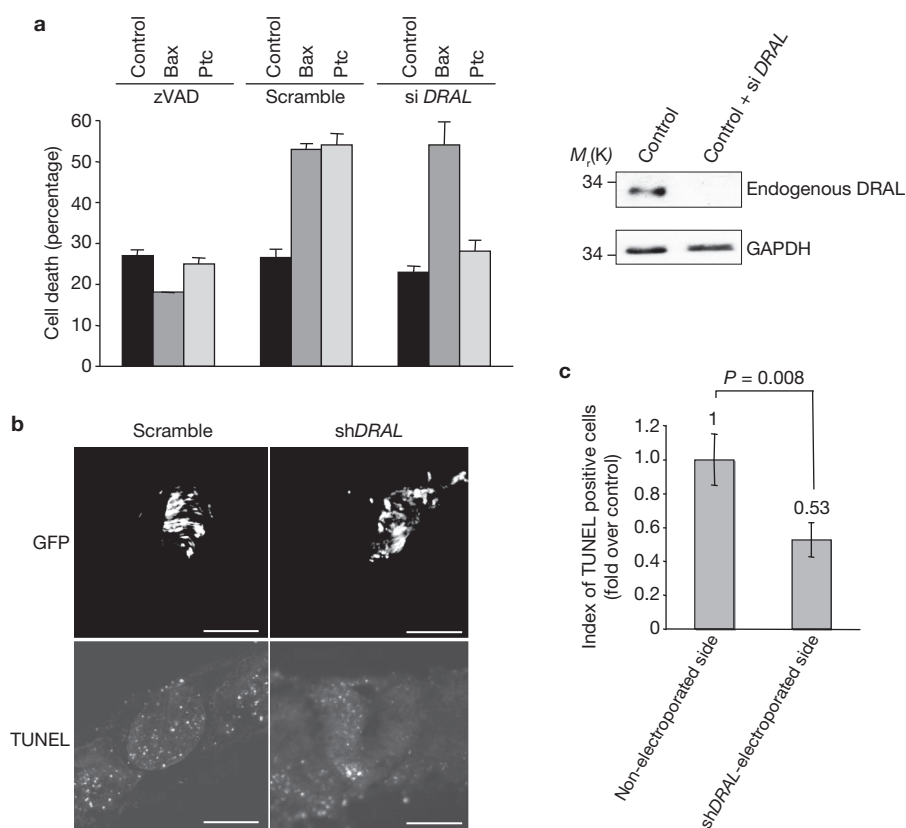 a
Control Bax Ptc Control Bax Ptc Control Bax Ptc
zVAD Scramble si DRAL
Cell death (percentage)
60
50
40
30
20
10
0
Control
Control + si DRAL
Mr(K)
34
Endogenous DRAL
34
GAPDH
b
Scramble shDRAL
GFP
TUNEL
c
P = 0.008
Index of TUNEL positive cells
(fold over control)
1.2
1.0
0.8
0.6
0.4
0.2
0
1
0.53
Non-electroporated side
shDRAL-electroporated side